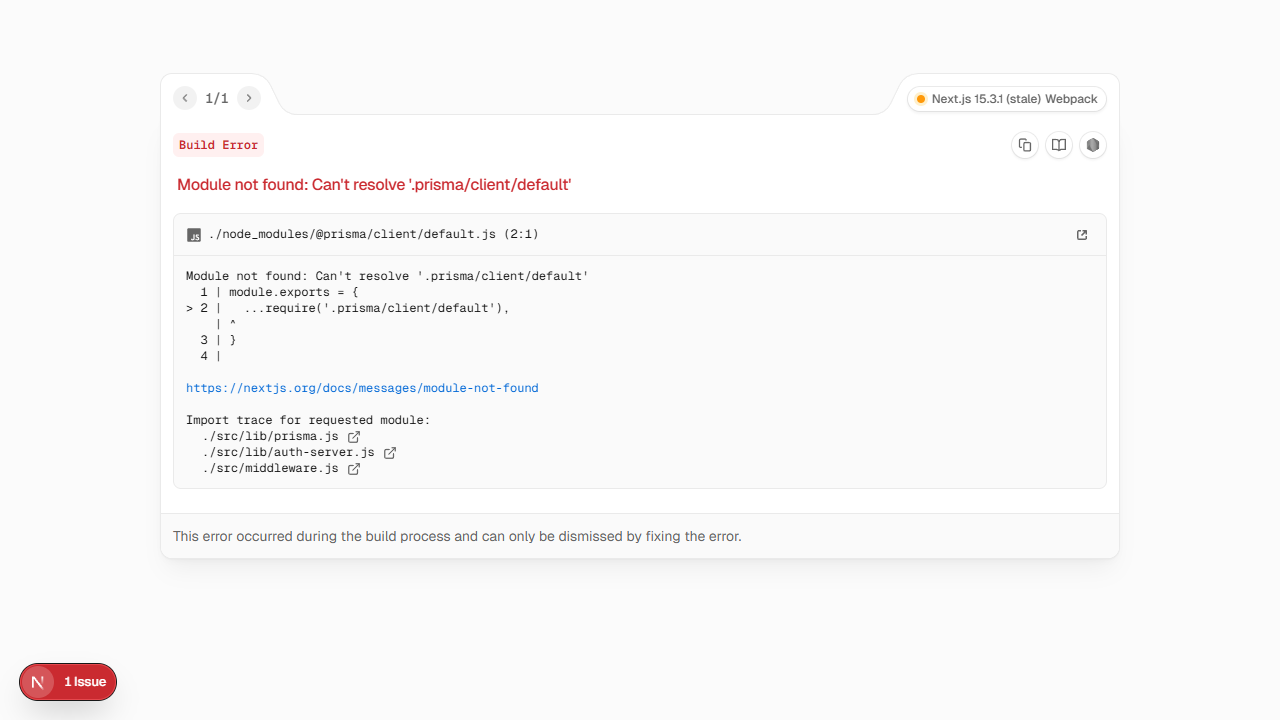 1/1
Next.js 15.3.1 (stale) Webpack
Build Error
Module not found: Can't resolve '.prisma/client/default'
JS ./node_modules/@prisma/client/default.js (2:1)
Module not found: Can't resolve '.prisma/client/default'
  1 | module.exports = {
> 2 |   ...require('.prisma/client/default'),
    | ^
  3 | }
  4 |
https://nextjs.org/docs/messages/module-not-found
Import trace for requested module:
./src/lib/prisma.js
./src/lib/auth-server.js
./src/middleware.js
This error occurred during the build process and can only be dismissed by fixing the error.
N 1 Issue